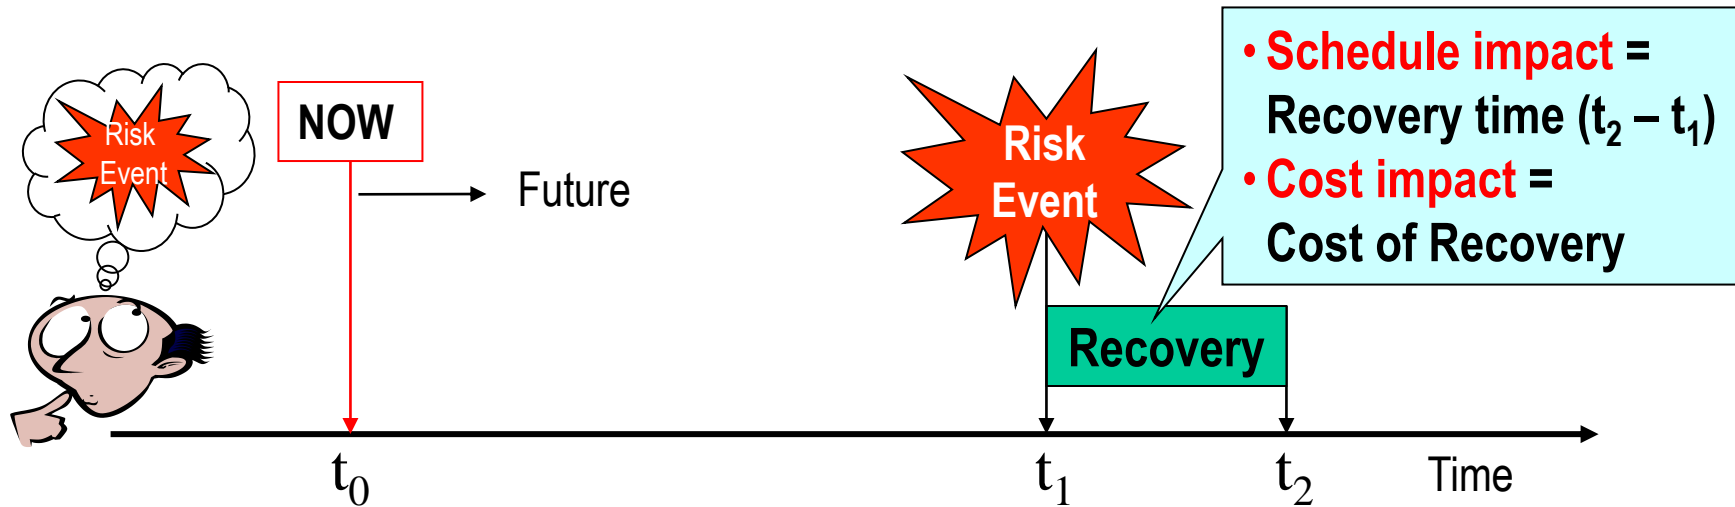 Risk
Event
NOW
Future
Risk
Event
• Schedule impact =
Recovery time (t₂ – t₁)
• Cost impact =
Cost of Recovery
Recovery
t₀
t₁
t₂
Time